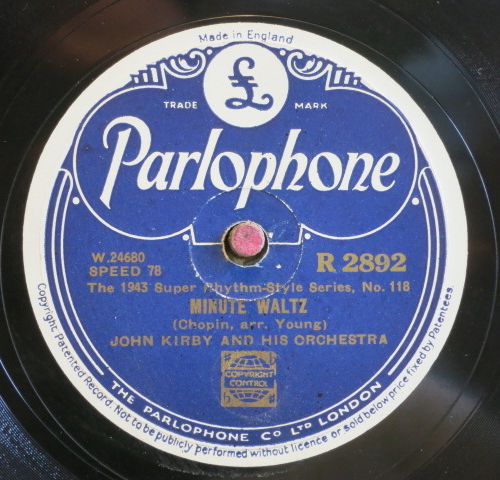 Made in England
£
TRADE MARK
Parlophone
W.24680
SPEED 78
R 2892
The 1943 Super Rhythm-Style Series, No. 118
MINUTE WALTZ
(Chopin, arr. Young)
JOHN KIRBY AND HIS ORCHESTRA
COPYRIGHT
CONTROL
THE PARLOPHONE Co LTD LONDON
Copyright Patented Record. Not to be publicly performed without licence or sold below price fixed by Patentees.